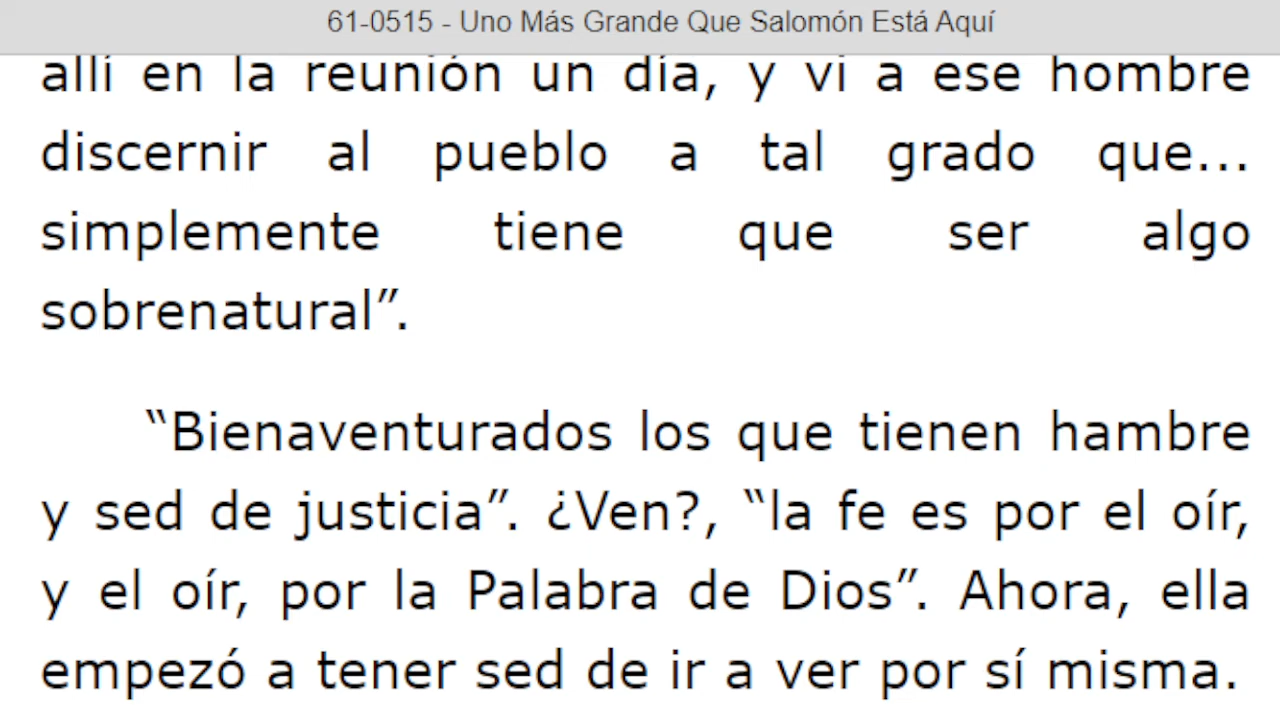 61-0515 - Uno Más Grande Que Salomón Está Aquí
allí en la reunión un día, y vi a ese hombre
discernir al pueblo a tal grado que...
simplemente tiene que ser algo
sobrenatural”.
“Bienaventurados los que tienen hambre
y sed de justicia”. ¿Ven?, “la fe es por el oír,
y el oír, por la Palabra de Dios”. Ahora, ella
empezó a tener sed de ir a ver por sí misma.